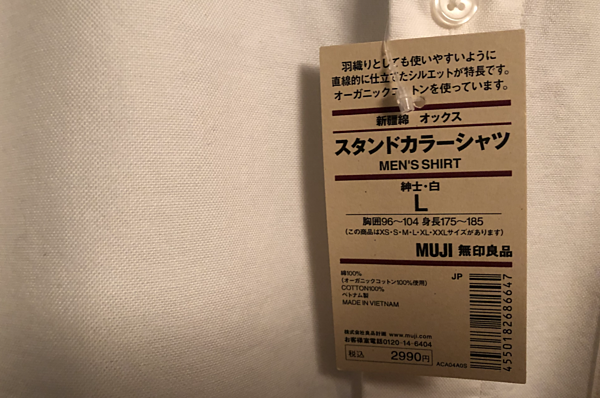 羽織りとしても使いやすいように
直線的に仕立てたシルエットが特長です。
オーガニックコットンを使っています。
新疆綿 オックス
スタンドカラーシャツ
MEN'S SHIRT
紳士・白
L
胸囲96〜104 身長175〜185
(この商品はXS・S・M・L・XL・XXLサイズがあります)
MUJI 無印良品
綿100%
(オーガニックコットン100%使用)
COTTON100%
ベトナム製
MADE IN VIETNAM
JP
4550182686647
株式会社良品計画 www.muji.com
お客様室電話0120-14-6404
税込 2990円
ACA04A0S